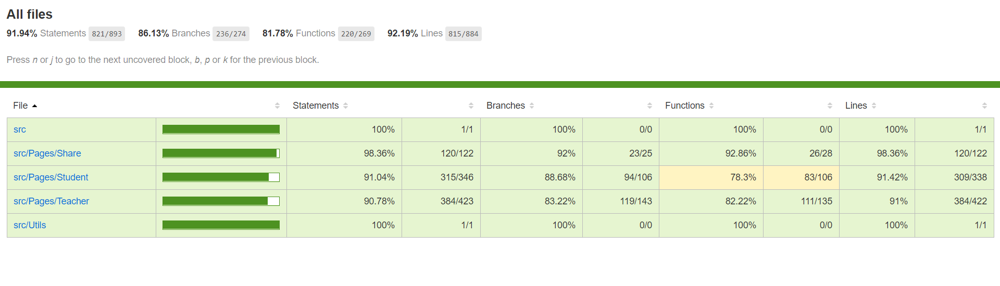 All files
91.94% Statements 821/893 86.13% Branches 236/274 81.78% Functions 220/269 92.19% Lines 815/884
Press n or j to go to the next uncovered block, b, p or k for the previous block.
File Statements Branches Functions Lines
src 100% 1/1 100% 0/0 100% 0/0 100% 1/1
src/Pages/Share 98.36% 120/122 92% 23/25 92.86% 26/28 98.36% 120/122
src/Pages/Student 91.04% 315/346 88.68% 94/106 78.3% 83/106 91.42% 309/338
src/Pages/Teacher 90.78% 384/423 83.22% 119/143 82.22% 111/135 91% 384/422
src/Utils 100% 1/1 100% 0/0 100% 0/0 100% 1/1